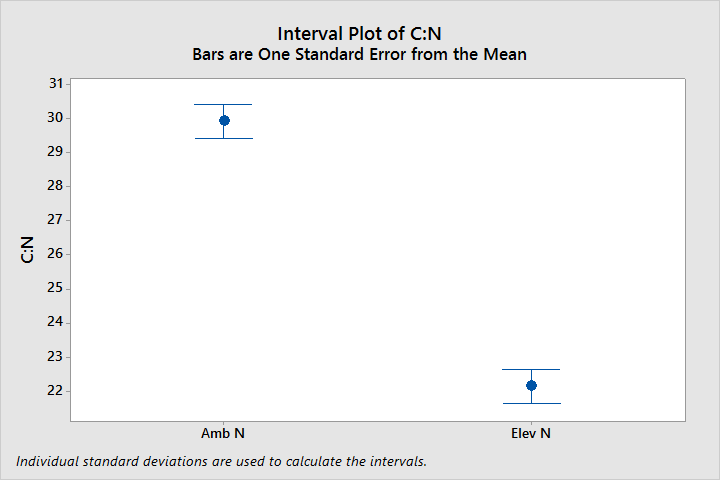 Interval Plot of C:N
Bars are One Standard Error from the Mean
31
30
29
28
27
26
25
24
23
22
C:N
Amb N
Elev N
Individual standard deviations are used to calculate the intervals.